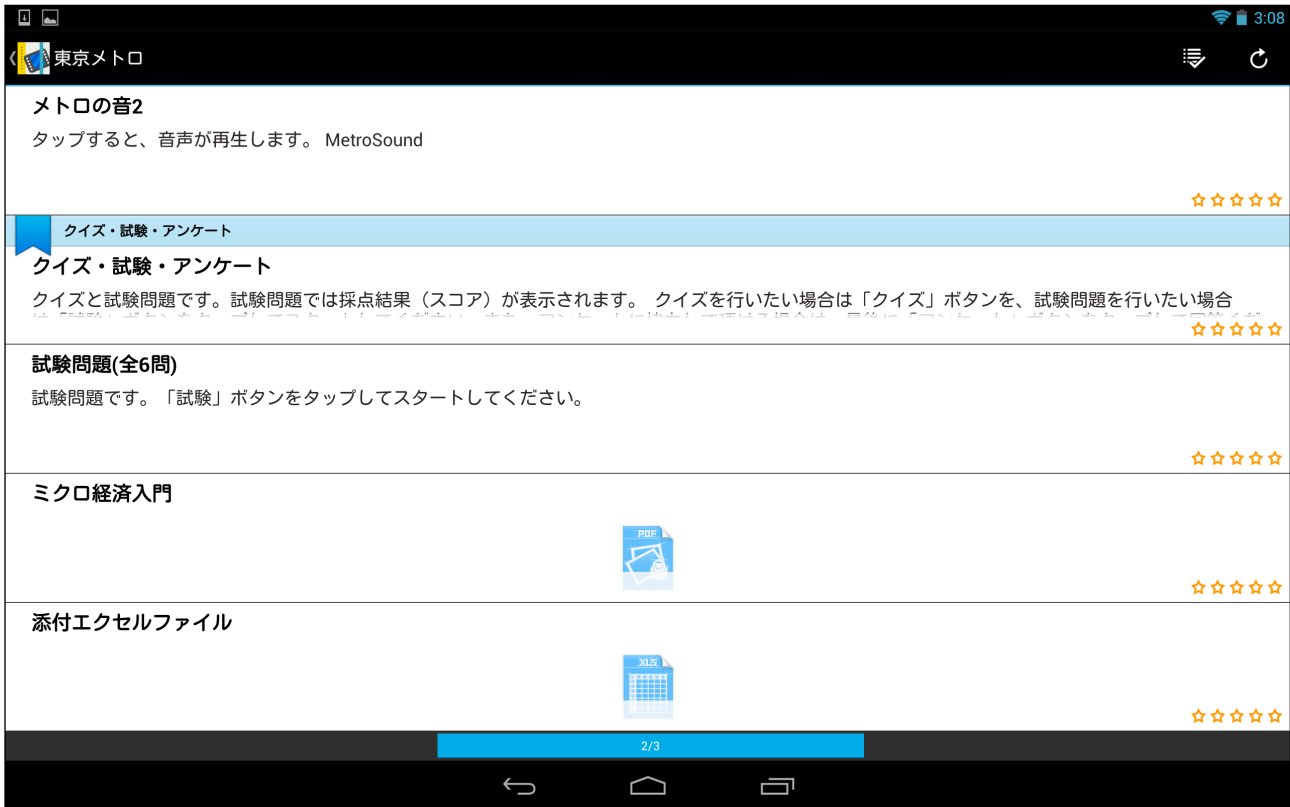 3:08
東京メトロ
メトロの音2
タップすると、音声が再生します。 MetroSound
クイズ・試験・アンケート
クイズ・試験・アンケート
クイズと試験問題です。試験問題では採点結果（スコア）が表示されます。 クイズを行いたい場合は「クイズ」ボタンを、試験問題を行いたい場合
試験問題(全6問)
試験問題です。「試験」ボタンをタップしてスタートしてください。
ミクロ経済入門
PDF
添付エクセルファイル
XLS
2/3